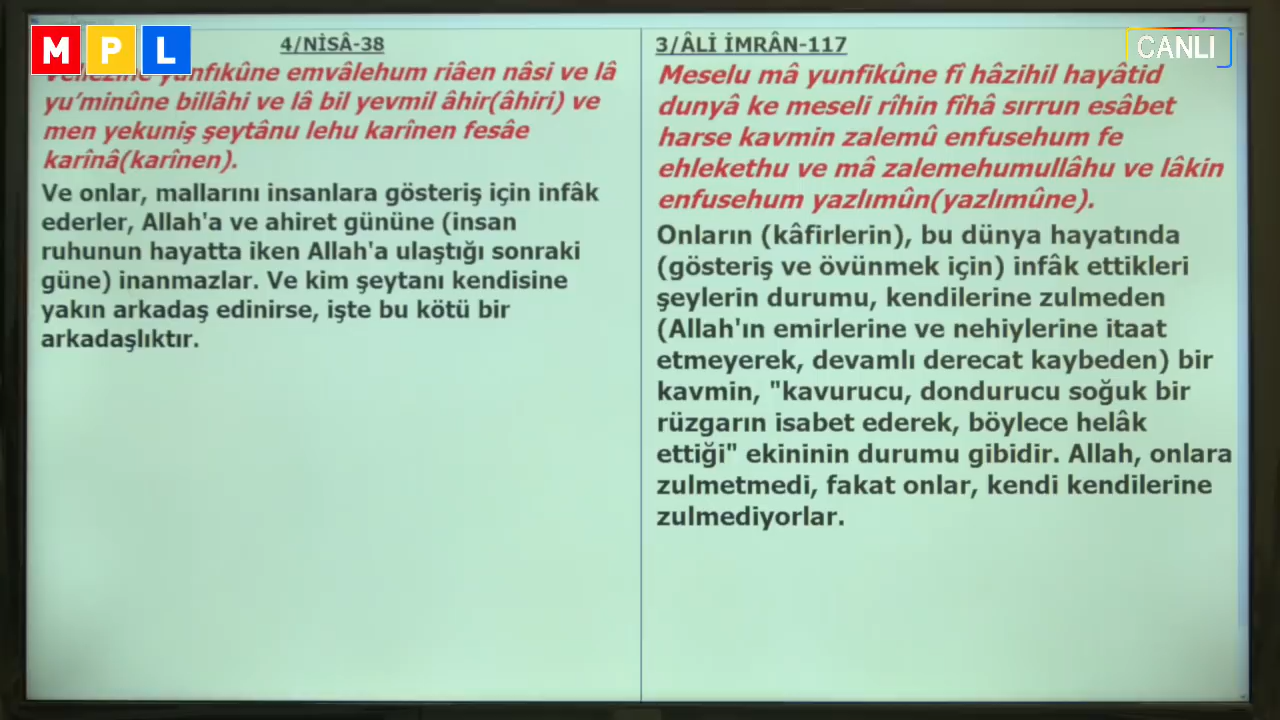 MPL
CANLI
4/NİSÂ-38
yunfıkûne emvâlehum riâen nâsi ve lâ
yu’minûne billâhi ve lâ bil yevmil âhir(âhiri) ve
men yekuniş şeytânu lehu karînen fesâe
karînâ(karînen).
Ve onlar, mallarını insanlara gösteriş için infâk
ederler, Allah'a ve ahiret gününe (insan
ruhunun hayatta iken Allah'a ulaştığı sonraki
güne) inanmazlar. Ve kim şeytanı kendisine
yakın arkadaş edinirse, işte bu kötü bir
arkadaşlıktır.
3/ÂLİ İMRÂN-117
Meselu mâ yunfikûne fî hâzihil hayâtid
dunyâ ke meseli rîhin fîhâ sırrun esâbet
harse kavmin zalemû enfusehum fe
ehlekethu ve mâ zalemehumullâhu ve lâkin
enfusehum yazlımûn(yazlımûne).
Onların (kâfirlerin), bu dünya hayatında
(gösteriş ve övünmek için) infâk ettikleri
şeylerin durumu, kendilerine zulmeden
(Allah'ın emirlerine ve nehiylerine itaat
etmeyerek, devamlı derecat kaybeden) bir
kavmin, "kavurucu, dondurucu soğuk bir
rüzgarın isabet ederek, böylece helâk
ettiği" ekininin durumu gibidir. Allah, onlara
zulmetmedi, fakat onlar, kendi kendilerine
zulmediyorlar.